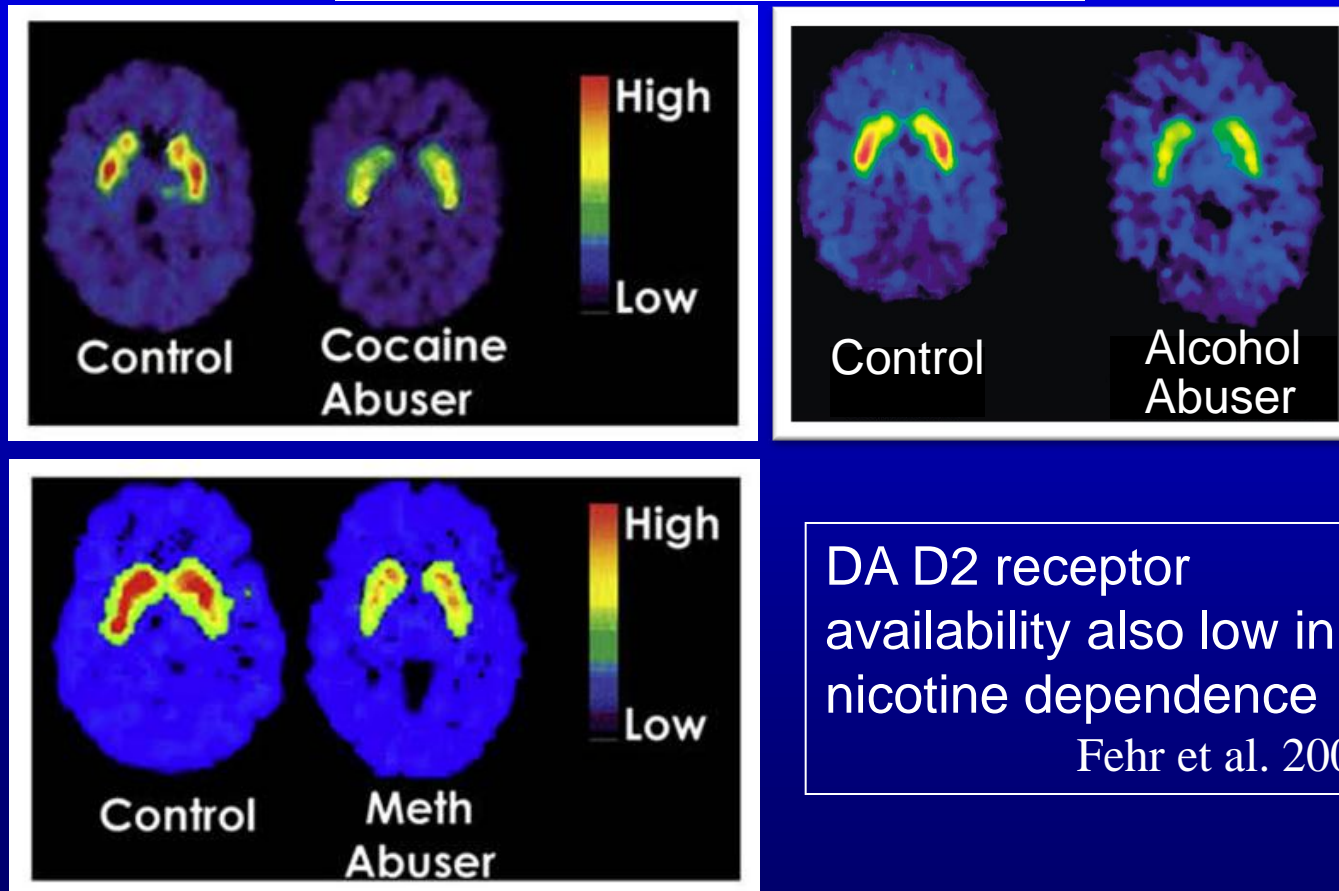 High
Low
Control
Cocaine
Abuser
Control
Alcohol
Abuser
High
Low
Control
Meth
Abuser
DA D2 receptor
availability also low in
nicotine dependence
Fehr et al. 200